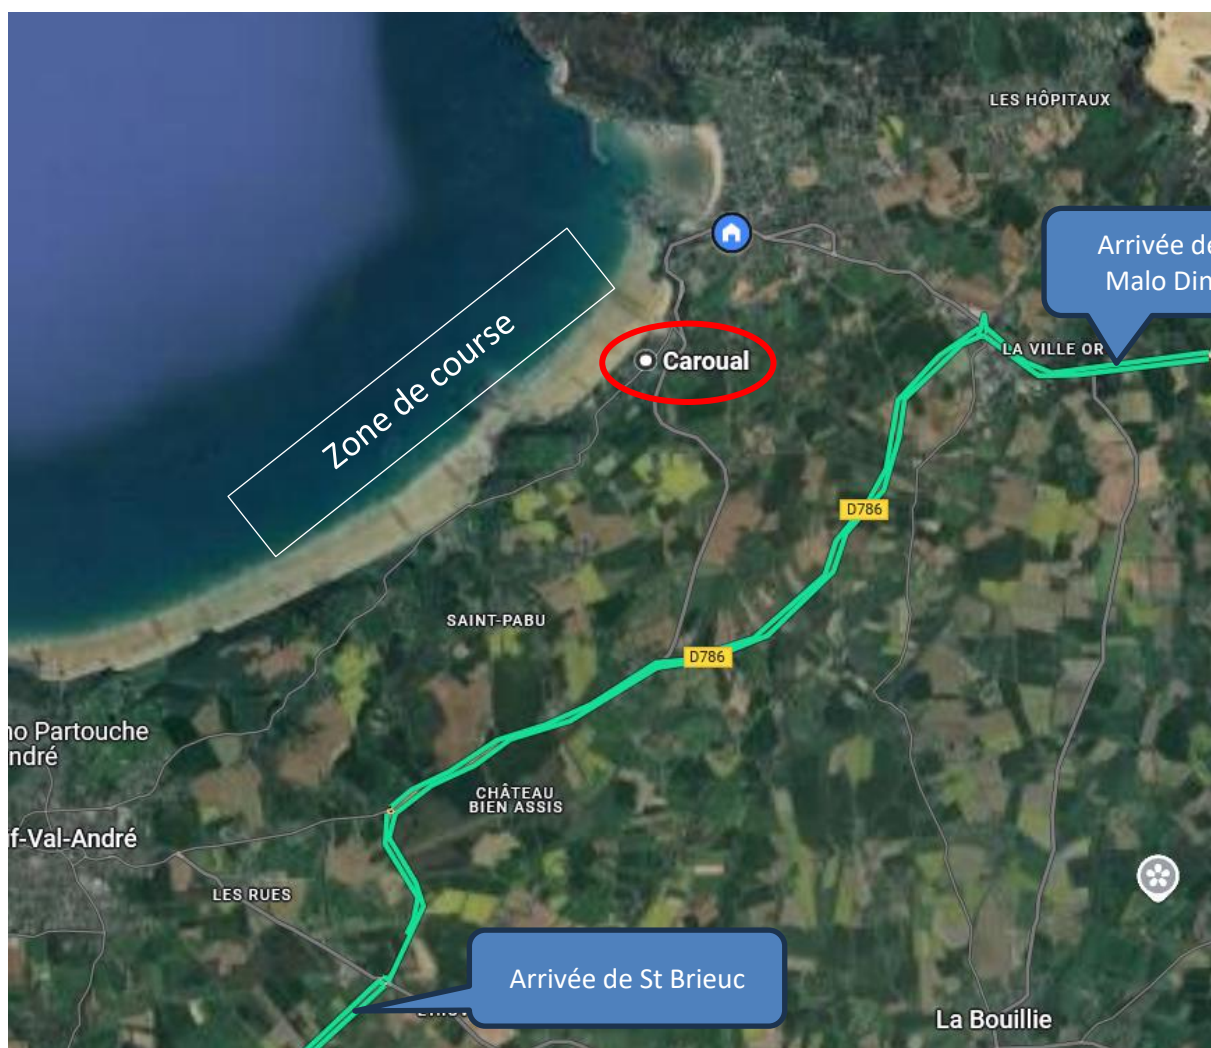 LES HÔPITAUX
Arrivée de
Malo Din
Zone de course
Caroual
LA VILLE OR
D786
SAINT-PABU
D786
no Partouche
ndré
CHÂTEAU
BIEN ASSIS
f-Val-André
LES RUES
Arrivée de St Brieuc
La Bouillie